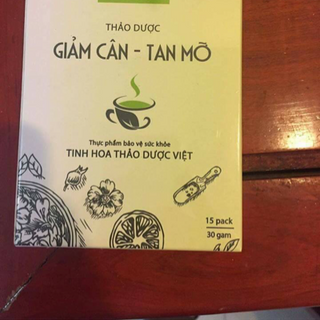 THẢO DƯỢC
GIẢM CÂN - TAN MỠ
Thực phẩm bảo vệ sức khỏe
TINH HOA THẢO DƯỢC VIỆT
15 pack
30 gam